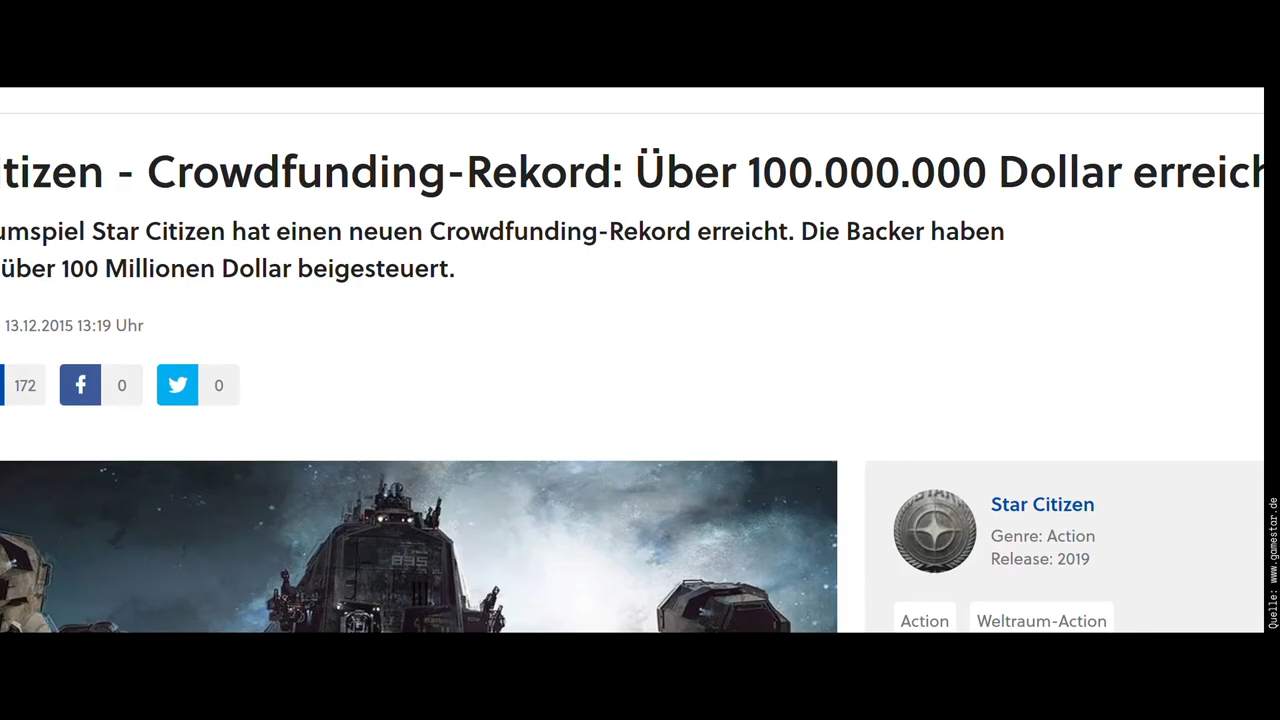 tizen - Crowdfunding-Rekord: Über 100.000.000 Dollar erreich
umspiel Star Citizen hat einen neuen Crowdfunding-Rekord erreicht. Die Backer haben
über 100 Millionen Dollar beigesteuert.
13.12.2015 13:19 Uhr
172
0
0
835
Star Citizen
Genre: Action
Release: 2019
Action
Weltraum-Action
Quelle: www.gamestar.de